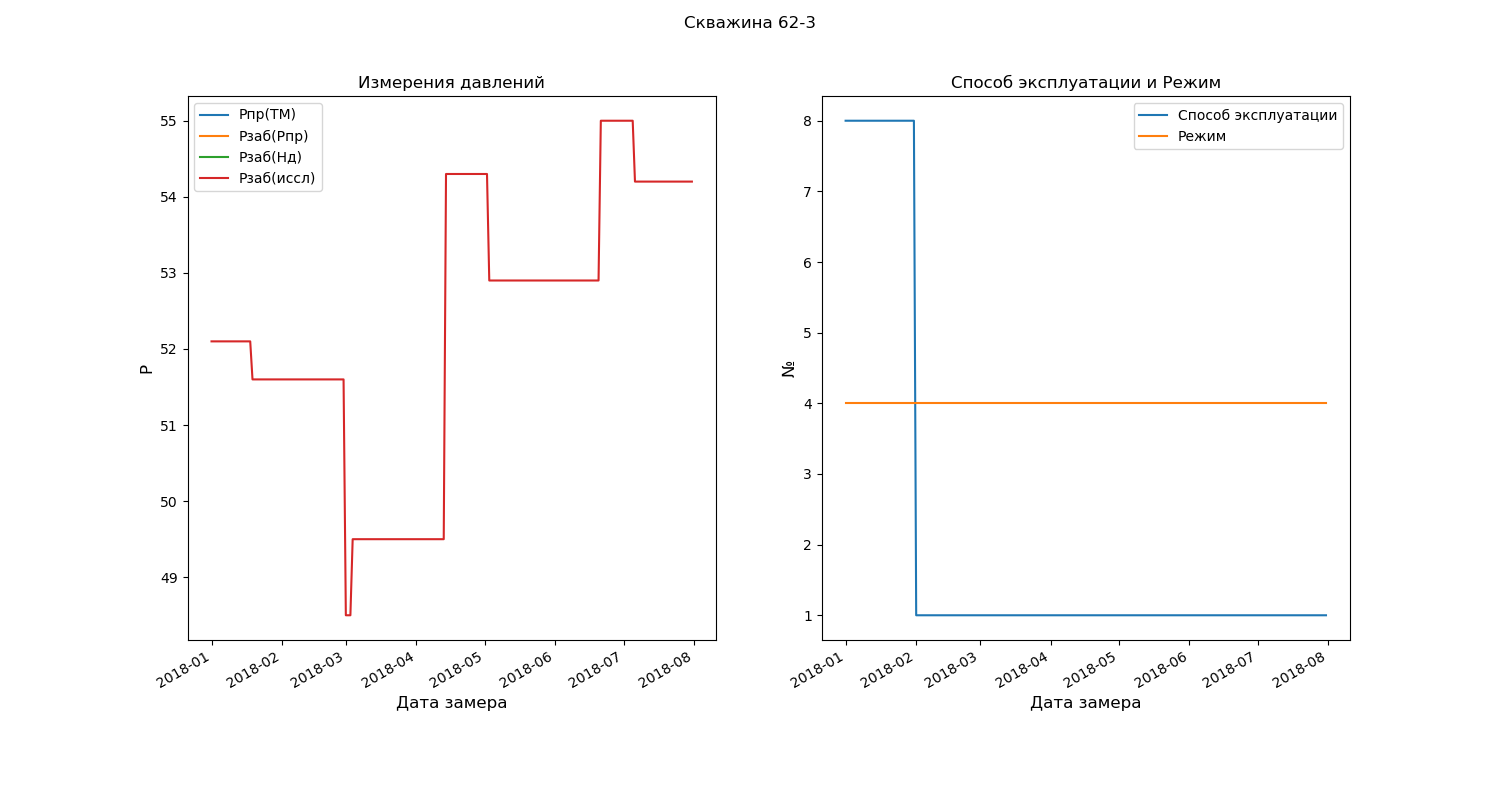 Скважина 62-3
Измерения давлений
55
54
53
52
51
50
49
P
Рпр(ТМ)
Рзаб(Рпр)
Рзаб(Нд)
Рзаб(иссл)
2018-01
2018-02
2018-03
2018-04
2018-05
2018-06
2018-07
2018-08
Дата замера
Способ эксплуатации и Режим
8
7
6
5
4
3
2
1
№
Способ эксплуатации
Режим
2018-01
2018-02
2018-03
2018-04
2018-05
2018-06
2018-07
2018-08
Дата замера